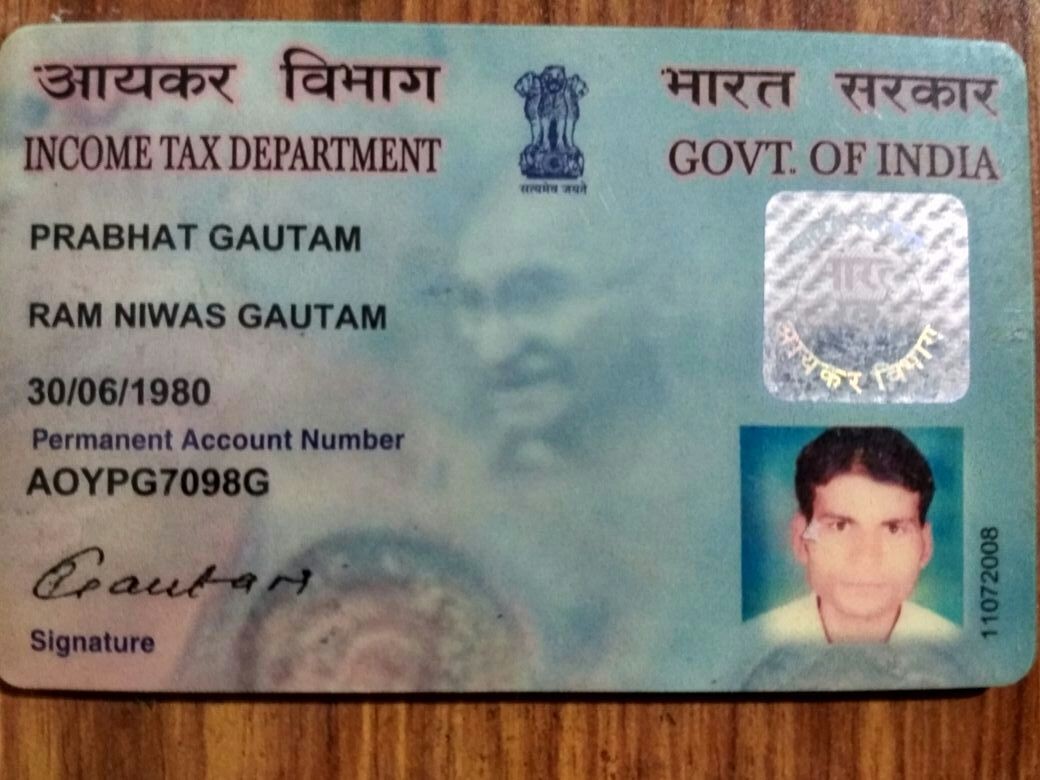 आयकर विभाग
भारत सरकार
INCOME TAX DEPARTMENT
GOVT. OF INDIA
सत्यमेव जयते
PRABHAT GAUTAM
RAM NIWAS GAUTAM
30/06/1980
Permanent Account Number
AOYPG7098G
Gautam
Signature
आयकर विभाग
11072008